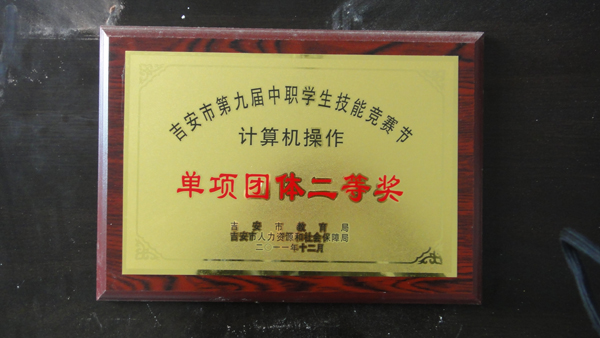 吉安市第九届中职学生技能竞赛节
计算机操作
单项团体二等奖
吉安市教育局
吉安市人力资源和社会保障局
二〇一一年十二月